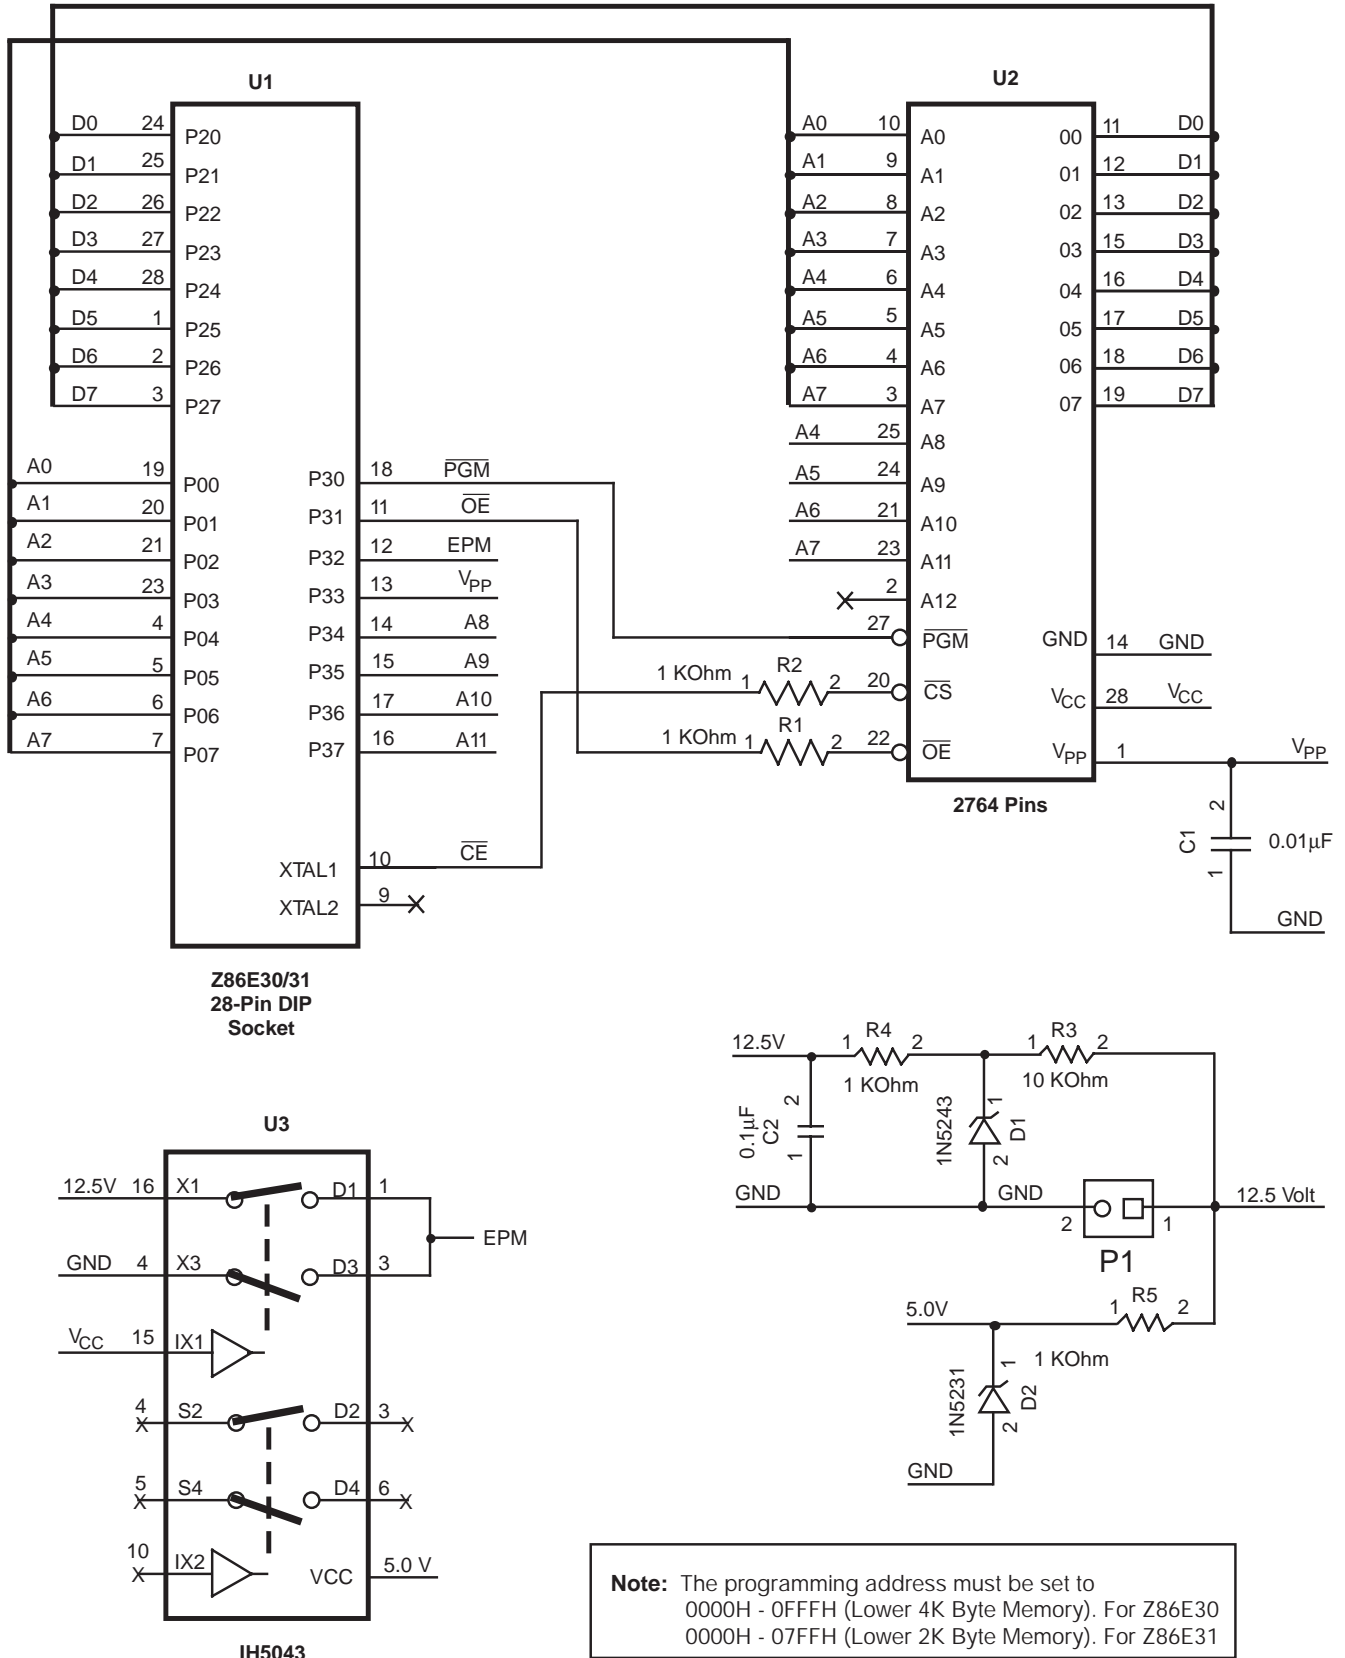 U1
D0 24 P20
D1 25 P21
D2 26 P22
D3 27 P23
D4 28 P24
D5 1 P25
D6 2 P26
D7 3 P27
A0 19 P00
A1 20 P01
A2 21 P02
A3 23 P03
A4 4 P04
A5 5 P05
A6 6 P06
A7 7 P07
P30 18 PGM
P31 11 OE
P32 12 EPM
P33 13 VPP
P34 14 A8
P35 15 A9
P36 17 A10
P37 16 A11
XTAL1 10 CE
XTAL2 9
Z86E30/31
28-Pin DIP
Socket
U2
A0 10 A0
A1 9 A1
A2 8 A2
A3 7 A3
A4 6 A4
A5 5 A5
A6 4 A6
A7 3 A7
A4 25 A8
A5 24 A9
A6 21 A10
A7 23 A11
2 A12
27 PGM
1 KOhm 1 R2 2 20 CS
1 KOhm 1 R1 2 22 OE
00 11 D0
01 12 D1
02 13 D2
03 15 D3
04 16 D4
05 17 D5
06 18 D6
07 19 D7
GND 14 GND
VCC 28 VCC
VPP 1 VPP
2764 Pins
2
C1 0.01µF
1
GND
U3
12.5V 16 X1 D1 1
EPM
GND 4 X3 D3 3
VCC 15 IX1
4 S2 D2 3
5 S4 D4 6
10 IX2
VCC 5.0 V
IH5043
12.5V 1 R4 2 1 R3 2
1 KOhm 10 KOhm
0.1µF
C2
2
1
1N5243
1
D1
2
GND GND 2 1 12.5 Volt
P1
5.0V 1 R5 2
1 KOhm
1N5231
1
D2
2
GND
Note: The programming address must be set to
0000H - 0FFFH (Lower 4K Byte Memory). For Z86E30
0000H - 07FFH (Lower 2K Byte Memory). For Z86E31